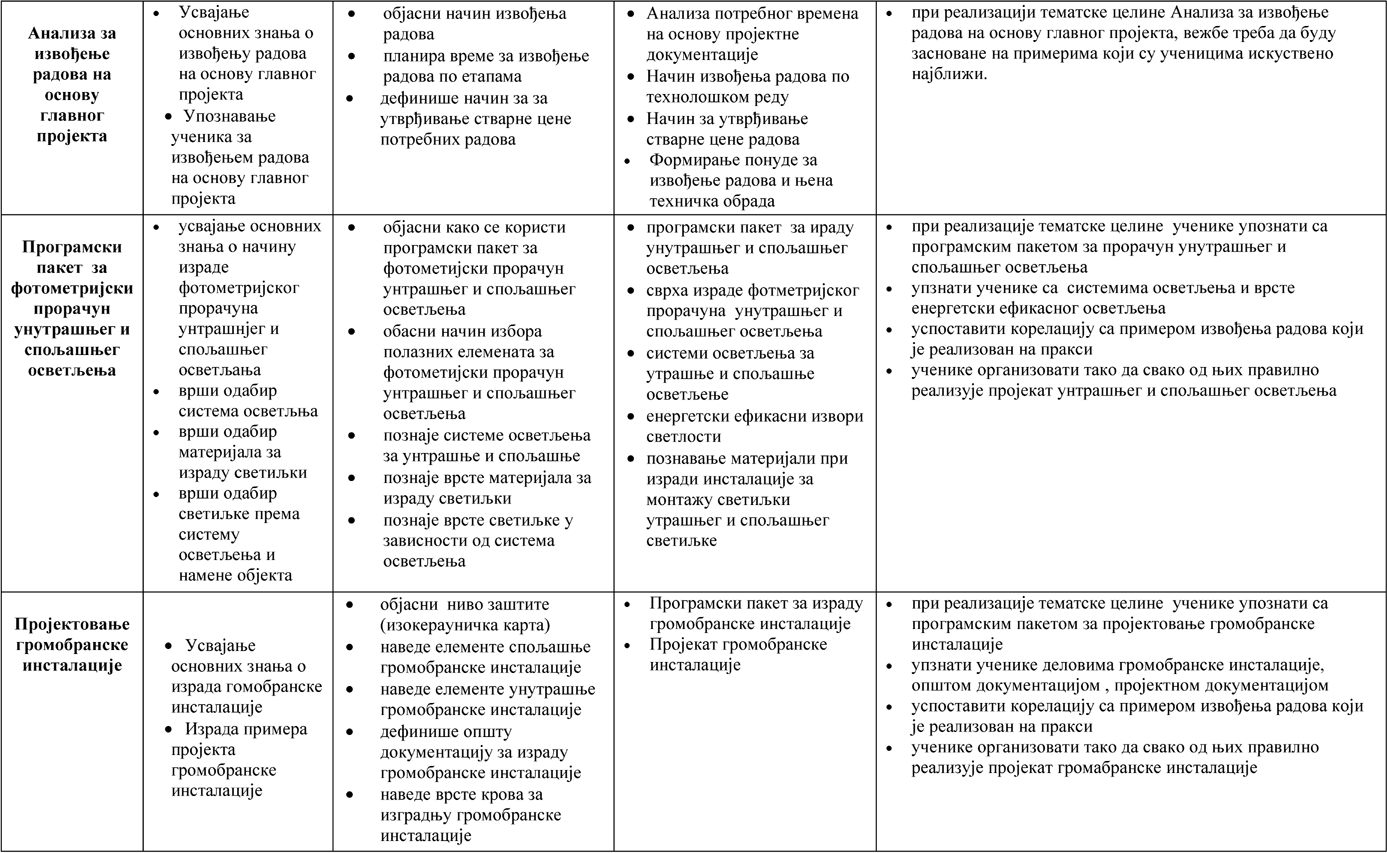 Анализа за
извођење
радова на
основу
главног
пројекта
• Усвајање
основних знања о
извођењу радова
на основу главног
пројекта
• Упознавање
ученика за
извођењем радова
на основу главног
пројекта
• објасни начин извођења
радова
• планира време за извођење
радова по етапама
• дефинише начин за за
утврђивање стварне цене
потребних радова
• Анализа потребног времена
на основу пројектне
документације
• Начин извођења радова по
технолошком реду
• Начин за утврђивање
стварне цене радова
• Формирање понуде за
извођење радова и њена
техничка обрада
• при реализацији тематске целине Анализа за извођење
радова на основу главног пројекта, вежбе треба да буду
засноване на примерима који су ученицима искуствено
најближи.
Програмски
пакет за
фотометријски
прорачун
унутрашњег и
спољашњег
осветљења
• усвајање основних
знања о начину
израде
фотометријског
прорачуна
унтрашнјег и
спољашњег
осветљања
• врши одабир
система осветљња
• врши одабир
материјала за
израду светиљки
• врши одабир
светиљке према
систему
осветљења и
намене објекта
• објасни како се користи
програмски пакет за
фотометијски прорачун
унтрашњег и спољашњег
осветљења
• обасни начин избора
полазних елемената за
фотометијски прорачун
унтрашњег и спољашњег
осветљења
• познаје системе осветљења
за унтрашње и спољашње
• познаје врсте материјала за
израду светиљки
• познаје врсте светиљке у
зависности од система
осветљења
• програмски пакет за ираду
унутрашњег и спољашњег
осветљења
• сврха израде фотметријског
прорачуна унутрашњег и
спољашњег осветљења
• системи осветљења за
утрашње и спољашње
осветљење
• енергетски ефикасни извори
светлости
• познавање материјали при
изради инсталације за
монтажу светиљки
утрашњег и спољашњег
светиљке
• при реализације тематске целине ученике упознати са
програмским пакетом за прорачун унутрашњег и
спољашњег осветљења
• упзнати ученике са системима осветљења и врсте
енергетски ефикасног осветљења
• успоставити корелацију са примером извођења радова који
је реализован на пракси
• ученике организовати тако да свако од њих правилно
реализује пројекат унтрашњег и спољашњег осветљења
Пројектовање
громобранске
инсталације
• Усвајање
основних знања о
израда гомобранске
инсталације
• Израда примера
пројекта
громобранске
инсталације
• објасни ниво заштите
(изокерауничка карта)
• наведе елементе спољашње
громобранске инсталације
• наведе елементе унутрашње
громобранске инсталације
• дефинише општу
документацију за израду
громобранске инсталације
• наведе врсте крова за
изградњу громобранске
инсталације
• Програмски пакет за израду
громобранске инсталације
• Пројекат громобранске
инсталације
• при реализације тематске целине ученике упознати са
програмским пакетом за пројектовање громобранске
инсталације
• упзнати ученике деловима громобранске инсталације,
општом документацијом , пројектном документацијом
• успоставити корелацију са примером извођења радова који
је реализован на пракси
• ученике организовати тако да свако од њих правилно
реализује пројекат громабранске инсталације